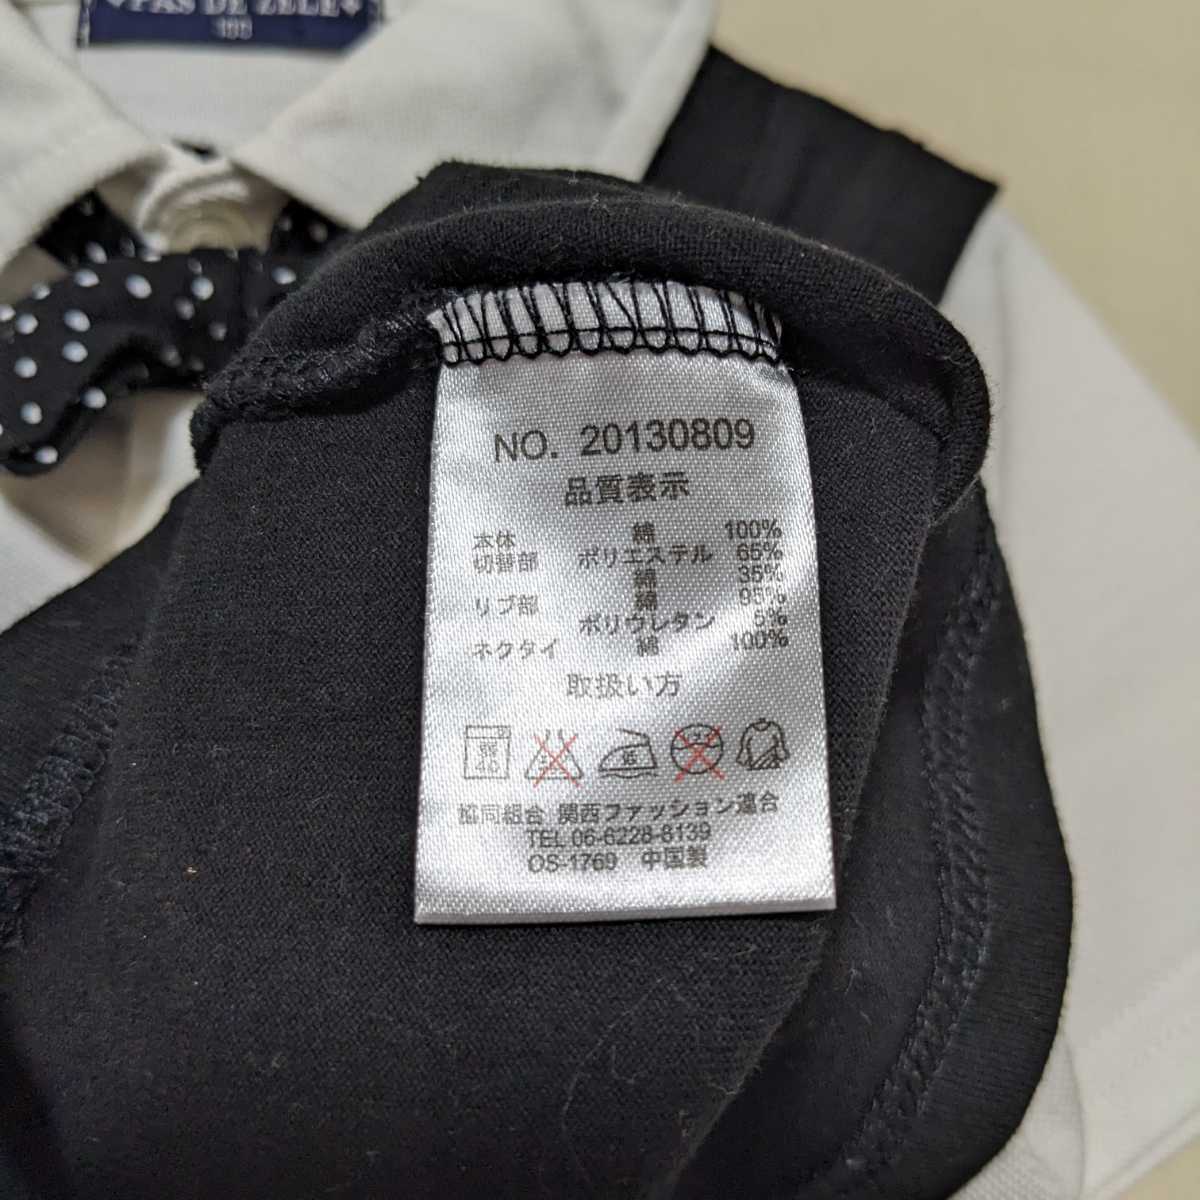 PAS DE ZELE
NO. 20130809
品質表示
本体 綿 100%
切替部 ポリエステル 65%
綿 35%
リブ部 綿 95%
ポリウレタン 5%
ネクタイ 綿 100%
取扱い方
協同組合 関西ファッション連合
TEL 06-6228-8139
OS-1769 中国製